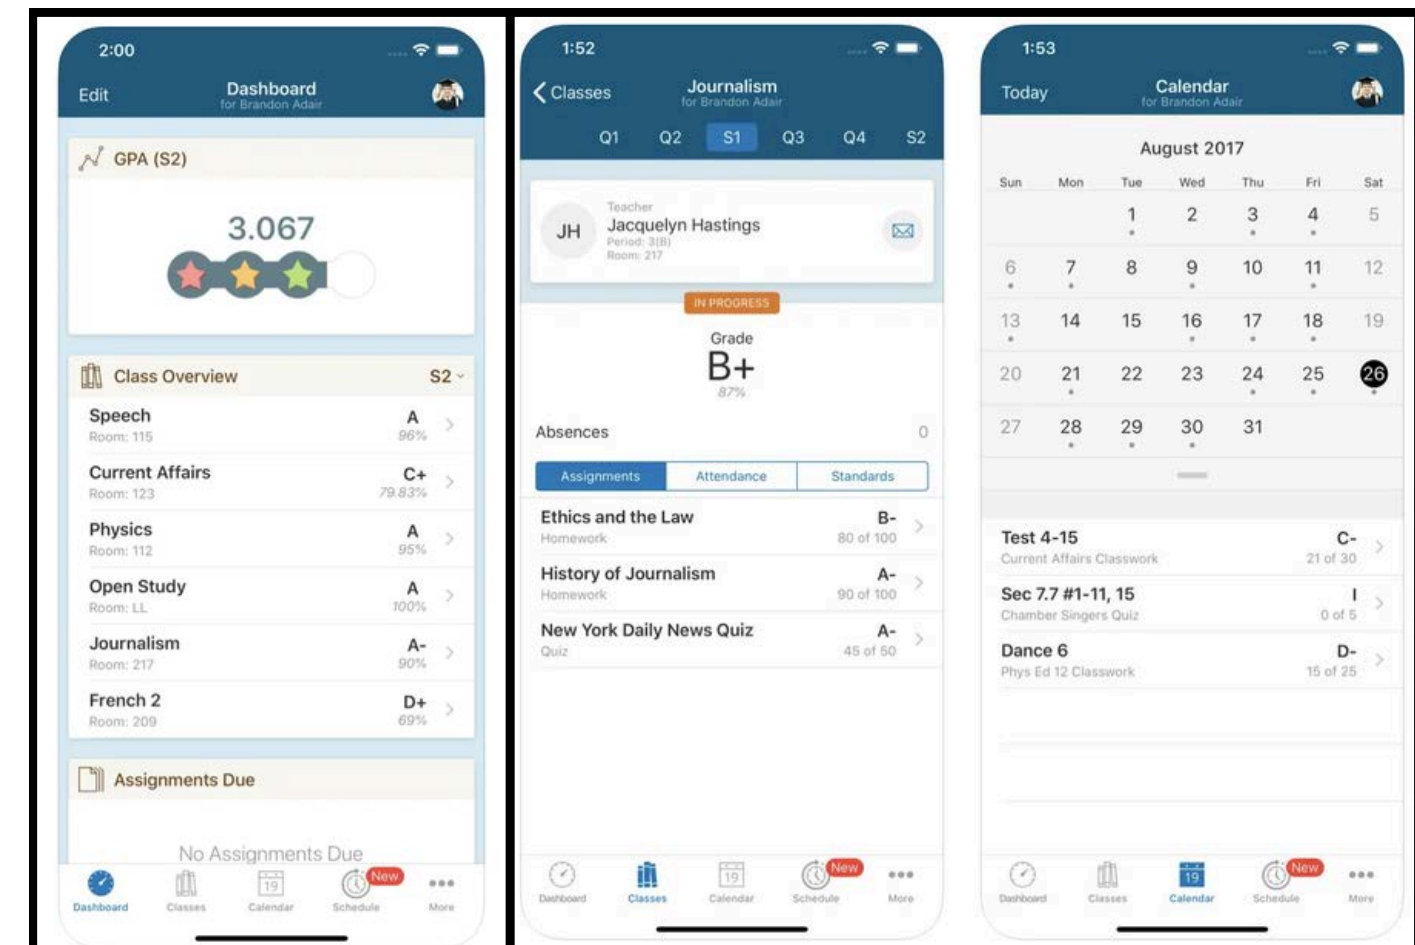 2:00
Edit
Dashboard
for Brandon Adair
GPA (S2)
3.067
Class Overview S2
Speech A
Room: 115 96%
Current Affairs C+
Room: 123 79.83%
Physics A
Room: 112 95%
Open Study A
Room: LL 100%
Journalism A-
Room: 217 90%
French 2 D+
Room: 209 69%
Assignments Due
No Assignments Due
New
19
Dashboard Classes Calendar Schedule More
1:52
Classes
Journalism
for Brandon Adair
Q1 Q2 S1 Q3 Q4 S2
JH
Teacher
Jacquelyn Hastings
Period: 3(B)
Room: 217
IN PROGRESS
Grade
B+
87%
Absences 0
Assignments Attendance Standards
Ethics and the Law B-
Homework 80 of 100
History of Journalism A-
Homework 90 of 100
New York Daily News Quiz A-
Quiz 45 of 50
New
19
Dashboard Classes Calendar Schedule More
1:53
Today
Calendar
for Brandon Adair
August 2017
Sun Mon Tue Wed Thu Fri Sat
1 2 3 4 5
6 7 8 9 10 11 12
13 14 15 16 17 18 19
20 21 22 23 24 25 26
27 28 29 30 31
Test 4-15 C-
Current Affairs Classwork 21 of 30
Sec 7.7 #1-11, 15 I
Chamber Singers Quiz 0 of 5
Dance 6 D-
Phys Ed 12 Classwork 15 of 25
New
19
Dashboard Classes Calendar Schedule More